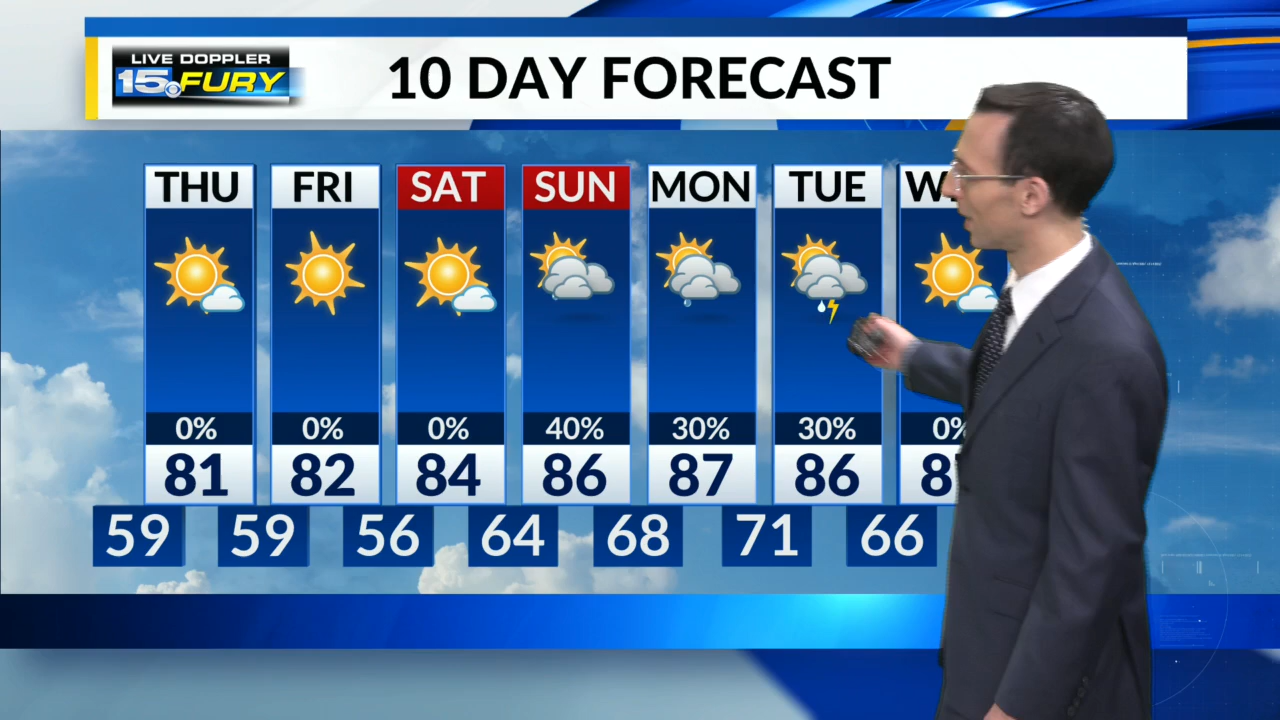 LIVE DOPPLER
15 FURY
10 DAY FORECAST
THU FRI SAT SUN MON TUE
0% 0% 0% 40% 30% 30% 0%
81 82 84 86 87 86
59 59 56 64 68 71 66